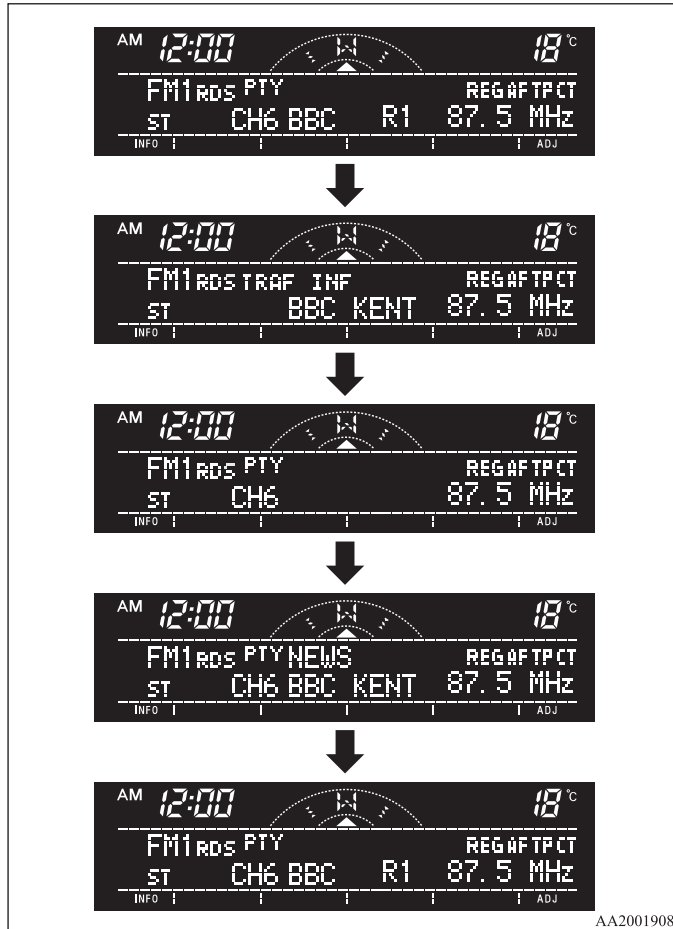 AM 12:00 W 18 °C
FM1 RDS PTY REG AF TP CT
ST CH6 BBC R1 87.5 MHz
INFO ADJ
AM 12:00 W 18 °C
FM1 RDS TRAF INF REG AF TP CT
ST BBC KENT 87.5 MHz
INFO ADJ
AM 12:00 W 18 °C
FM1 RDS PTY REG AF TP CT
ST CH6 87.5 MHz
INFO ADJ
AM 12:00 W 18 °C
FM1 RDS PTY NEWS REG AF TP CT
ST CH6 BBC KENT 87.5 MHz
INFO ADJ
AM 12:00 W 18 °C
FM1 RDS PTY REG AF TP CT
ST CH6 BBC R1 87.5 MHz
INFO ADJ
AA2001908